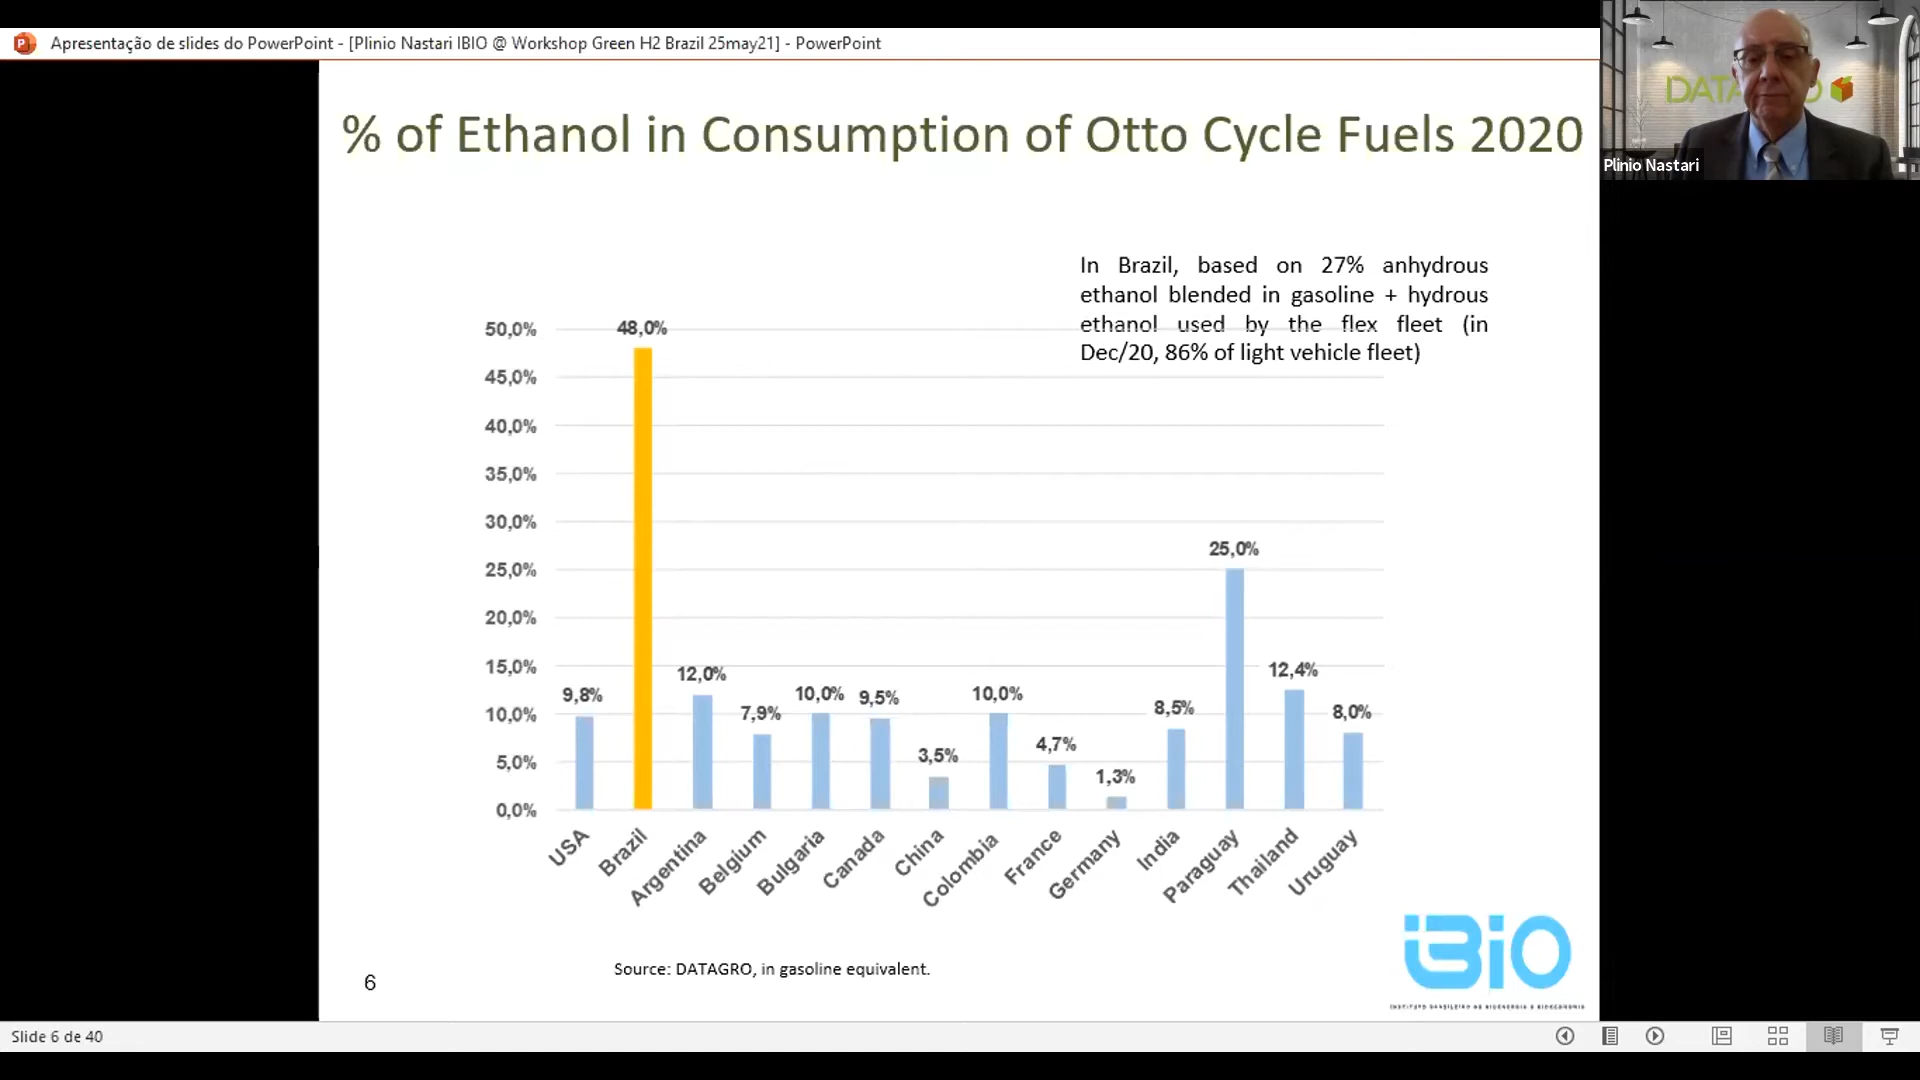 Apresentação de slides do PowerPoint - [Plinio Nastari IBIO @ Workshop Green H2 Brazil 25may21] - PowerPoint
DATA
Plinio Nastari
% of Ethanol in Consumption of Otto Cycle Fuels 2020
In Brazil, based on 27% anhydrous
ethanol blended in gasoline + hydrous
ethanol used by the flex fleet (in
Dec/20, 86% of light vehicle fleet)
50,0%
45,0%
40,0%
35,0%
30,0%
25,0%
20,0%
15,0%
10,0%
5,0%
0,0%
9,8%
48,0%
12,0%
7,9%
10,0%
9,5%
3,5%
10,0%
4,7%
1,3%
8,5%
25,0%
12,4%
8,0%
USA
Brazil
Argentina
Belgium
Bulgaria
Canada
China
Colombia
France
Germany
India
Paraguay
Thailand
Uruguay
Source: DATAGRO, in gasoline equivalent.
6
iBiO
INSTITUTO BRASILEIRO DE BIOENERGIA E BIOECONOMIA
Slide 6 de 40